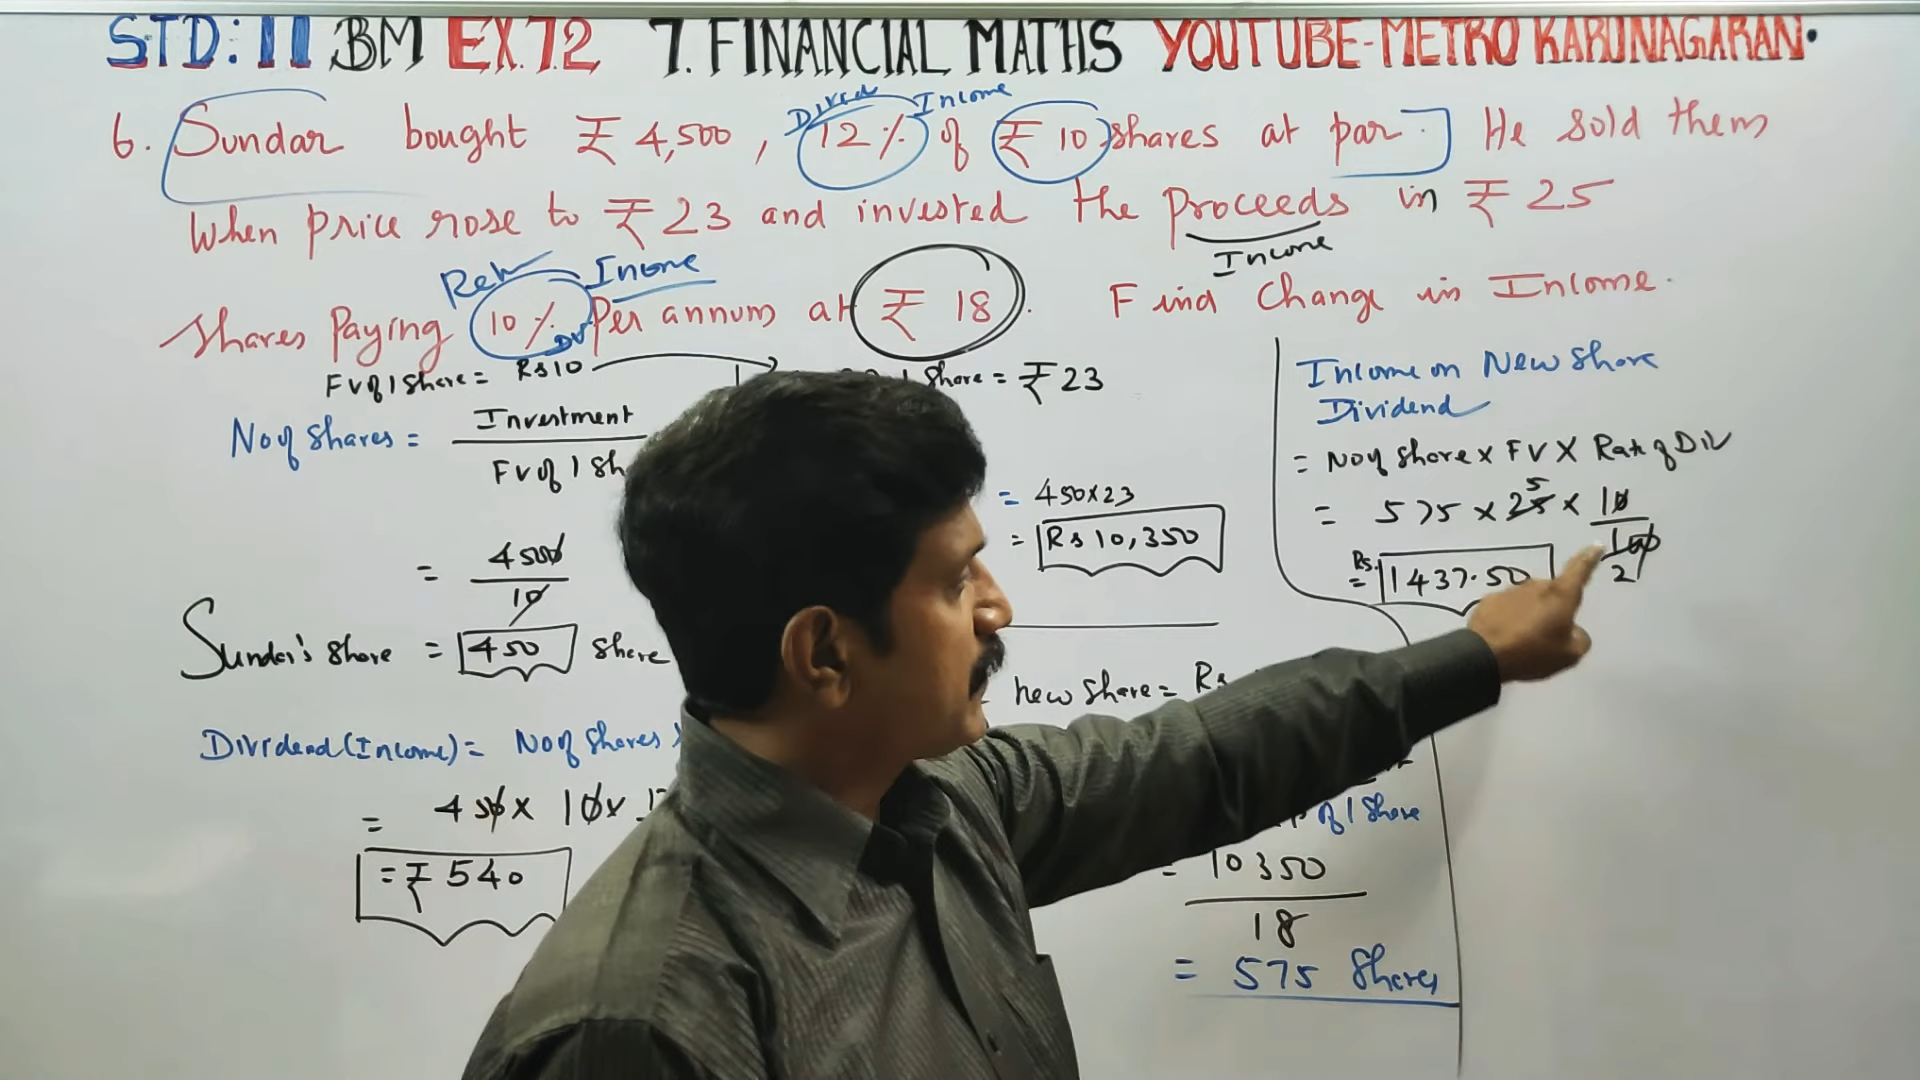 STD: 11 BM EX.7.2 7. FINANCIAL MATHS YOUTUBE-METRO KARUNAGARAN.
Divied Income
6. Sundar bought ₹ 4,500, 12% of ₹ 10 shares at par. He sold them
When price rose to ₹ 23 and invested the proceeds in ₹ 25
Income
Income
Shares Paying 10% Per annum at ₹ 18. Find Change in Income.
FV of 1 Share = Rs 10
Share = ₹ 23
No of Shares = Investment
FV of 1 Sh
= 4500
10
Sundar's Share = 450 Share
Dividend (Income) = No of Shares
= 450 x 10 x
= ₹ 540
= 450 x 23
= Rs 10,350
new Share = Rs
of 1 Share
= 10350
18
= 575 Shares
Income on New Share
Dividend
= No of Share x FV x Rate of Div
5
= 575 x 25 x 10
100
2
Rs.
= 1437.50